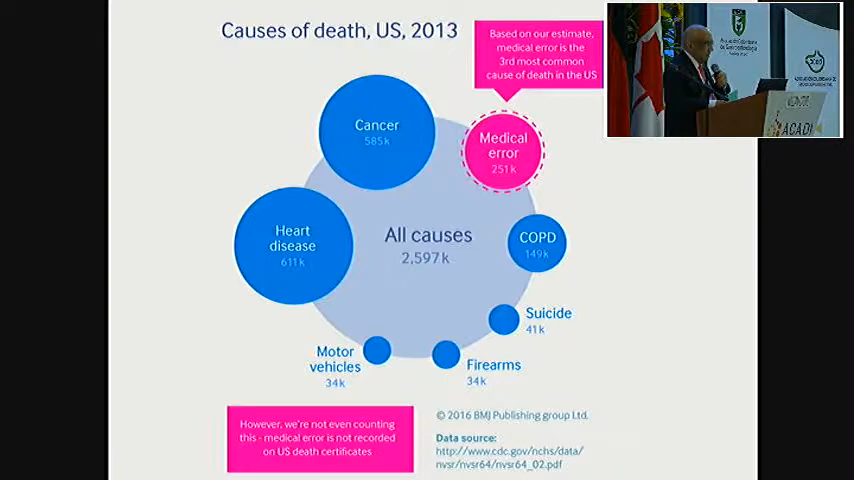 Causes of death, US, 2013
Based on our estimate,
medical error is the
3rd most common
cause of death in the US
Cancer
585k
Medical
error
251k
Heart
disease
611k
All causes
2,597k
COPD
149k
Suicide
41k
Motor
vehicles
34k
Firearms
34k
However, we're not even counting
this - medical error is not recorded
on US death certificates
© 2016 BMJ Publishing group Ltd.
Data source:
http://www.cdc.gov/nchs/data/
nvsr/nvsr64/nvsr64_02.pdf
ACADI